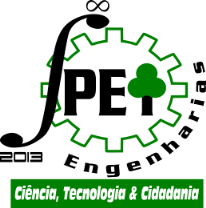 ∞
PET
2013
Engenharias
Ciência, Tecnologia & Cidadania